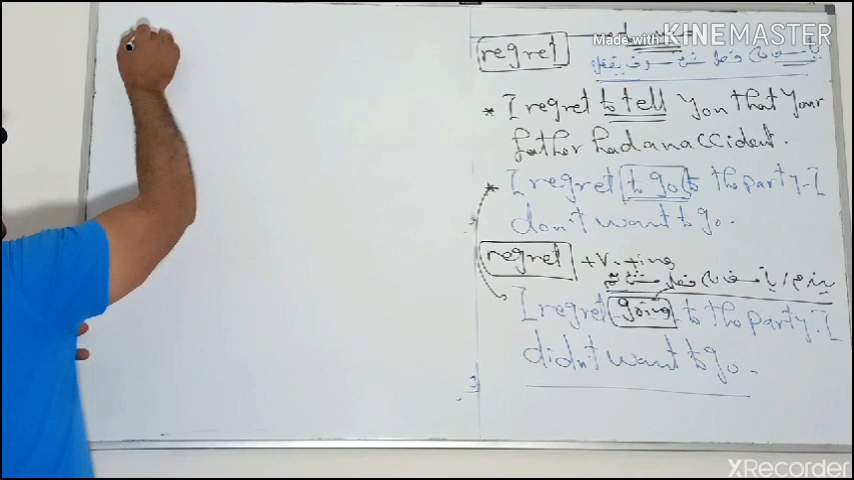 Made with KINEMASTER
regret
* I regret to tell you that your
father had an accident.
* I regret to go to the party. I
don't want to go.
regret + V. + ing
I regret going to the party. I
didn't want to go.
XRecorder